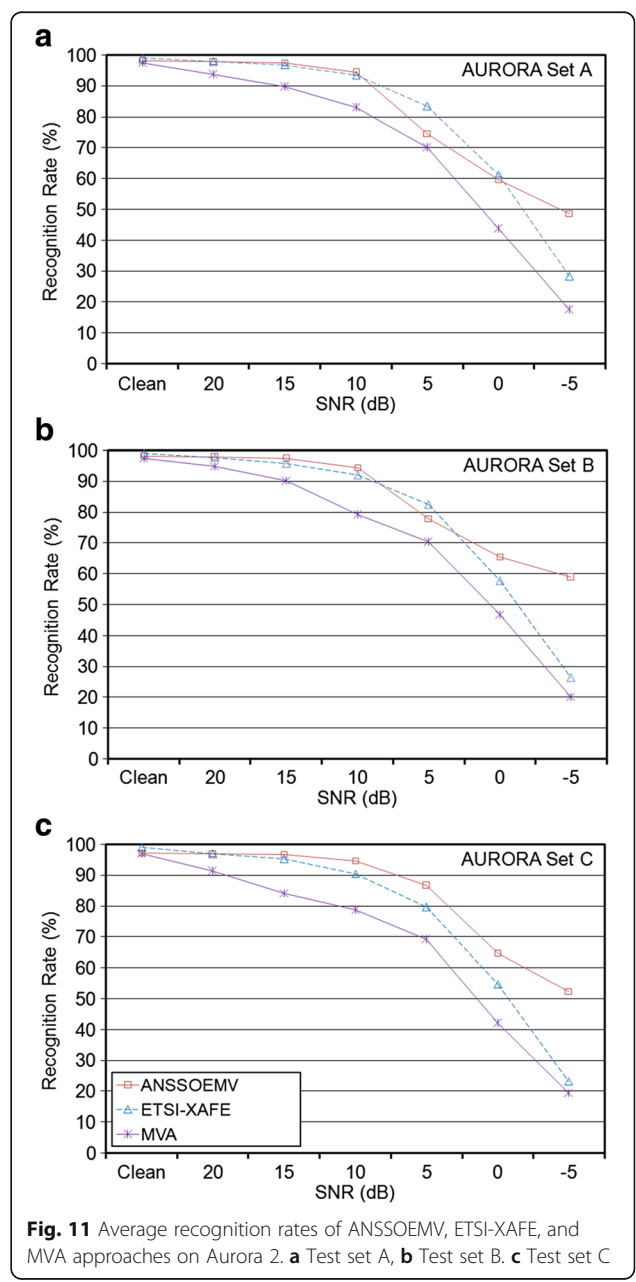 a
AURORA Set A
Recognition Rate (%)
100
90
80
70
60
50
40
30
20
10
0
Clean 20 15 10 5 0 -5
SNR (dB)
b
AURORA Set B
Recognition Rate (%)
100
90
80
70
60
50
40
30
20
10
0
Clean 20 15 10 5 0 -5
SNR (dB)
c
AURORA Set C
Recognition Rate (%)
100
90
80
70
60
50
40
30
20
10
0
ANSSOEMV
ETSI-XAFE
MVA
Clean 20 15 10 5 0 -5
SNR (dB)
Fig. 11 Average recognition rates of ANSSOEMV, ETSI-XAFE, and
MVA approaches on Aurora 2. a Test set A, b Test set B. c Test set C